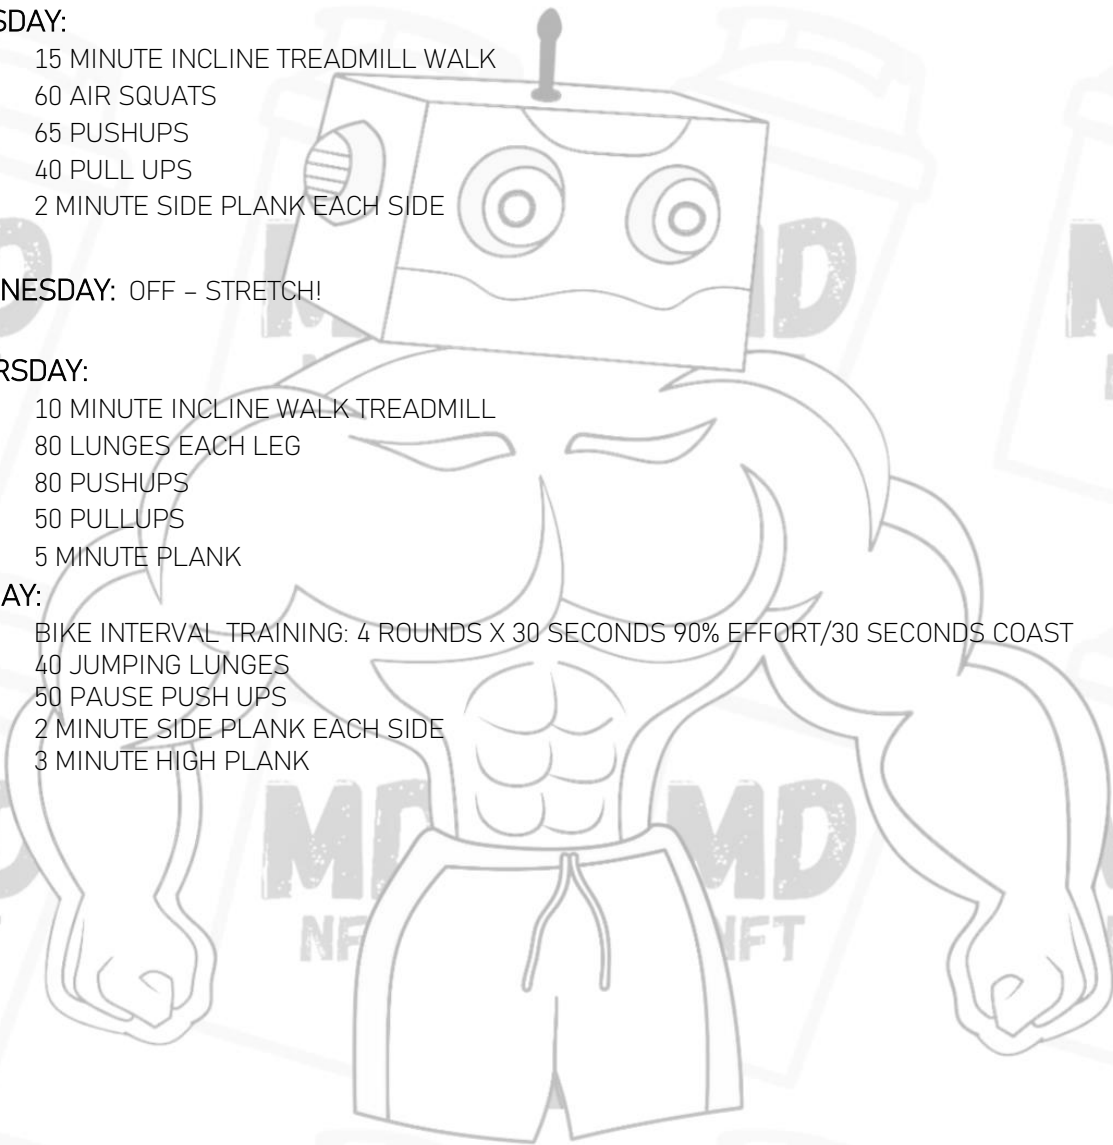 SDAY:
15 MINUTE INCLINE TREADMILL WALK
60 AIR SQUATS
65 PUSHUPS
40 PULL UPS
2 MINUTE SIDE PLANK EACH SIDE
NESDAY: OFF – STRETCH!
RSDAY:
10 MINUTE INCLINE WALK TREADMILL
80 LUNGES EACH LEG
80 PUSHUPS
50 PULLUPS
5 MINUTE PLANK
AY:
BIKE INTERVAL TRAINING: 4 ROUNDS X 30 SECONDS 90% EFFORT/30 SECONDS COAST
40 JUMPING LUNGES
50 PAUSE PUSH UPS
2 MINUTE SIDE PLANK EACH SIDE
3 MINUTE HIGH PLANK
MD MD
NF NFT